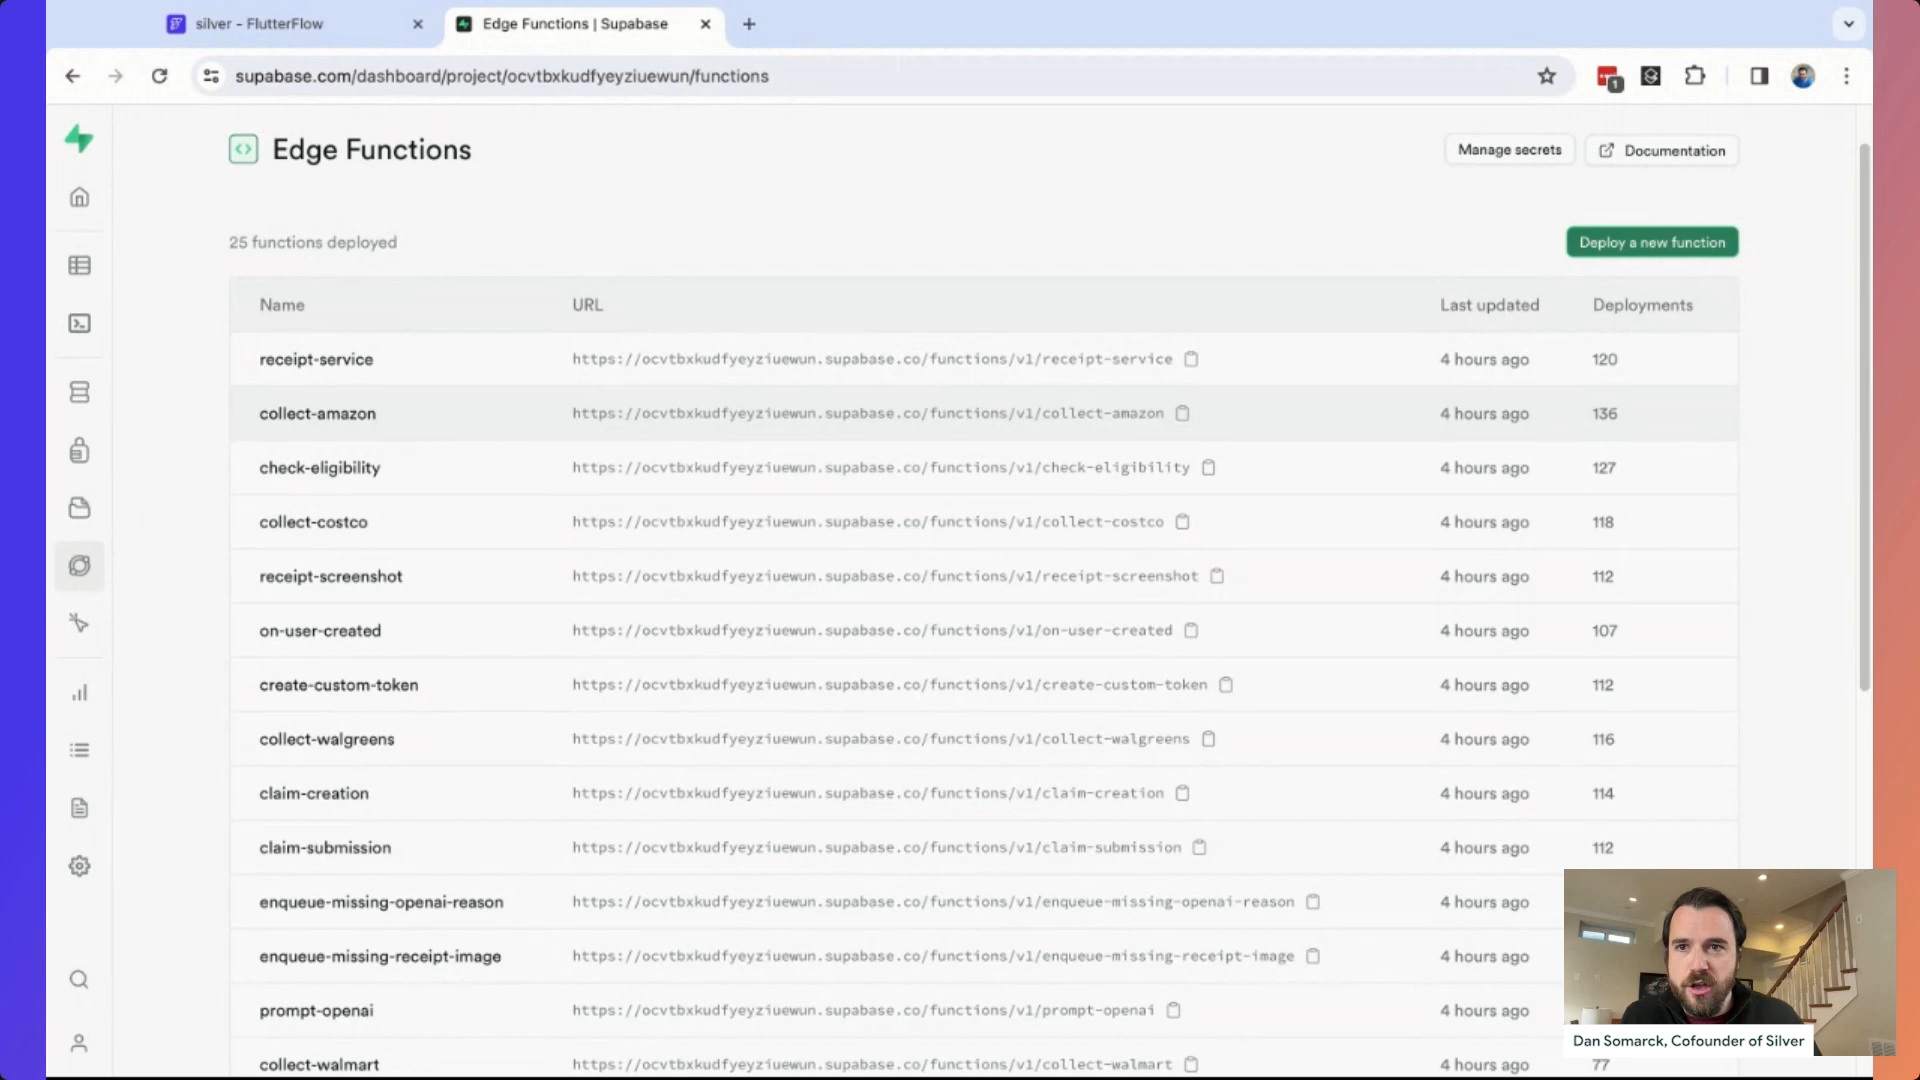 silver - FlutterFlow
Edge Functions | Supabase
supabase.com/dashboard/project/ocvtbxkudfyeyziuewun/functions
1
Edge Functions
Manage secrets
Documentation
25 functions deployed
Deploy a new function
Name URL Last updated Deployments
receipt-service https://ocvtbxkudfyeyziuewun.supabase.co/functions/v1/receipt-service 4 hours ago 120
collect-amazon https://ocvtbxkudfyeyziuewun.supabase.co/functions/v1/collect-amazon 4 hours ago 136
check-eligibility https://ocvtbxkudfyeyziuewun.supabase.co/functions/v1/check-eligibility 4 hours ago 127
collect-costco https://ocvtbxkudfyeyziuewun.supabase.co/functions/v1/collect-costco 4 hours ago 118
receipt-screenshot https://ocvtbxkudfyeyziuewun.supabase.co/functions/v1/receipt-screenshot 4 hours ago 112
on-user-created https://ocvtbxkudfyeyziuewun.supabase.co/functions/v1/on-user-created 4 hours ago 107
create-custom-token https://ocvtbxkudfyeyziuewun.supabase.co/functions/v1/create-custom-token 4 hours ago 112
collect-walgreens https://ocvtbxkudfyeyziuewun.supabase.co/functions/v1/collect-walgreens 4 hours ago 116
claim-creation https://ocvtbxkudfyeyziuewun.supabase.co/functions/v1/claim-creation 4 hours ago 114
claim-submission https://ocvtbxkudfyeyziuewun.supabase.co/functions/v1/claim-submission 4 hours ago 112
enqueue-missing-openai-reason https://ocvtbxkudfyeyziuewun.supabase.co/functions/v1/enqueue-missing-openai-reason 4 hours ago
enqueue-missing-receipt-image https://ocvtbxkudfyeyziuewun.supabase.co/functions/v1/enqueue-missing-receipt-image 4 hours ago
prompt-openai https://ocvtbxkudfyeyziuewun.supabase.co/functions/v1/prompt-openai 4 hours ago
collect-walmart https://ocvtbxkudfyeyziuewun.supabase.co/functions/v1/collect-walmart 4 hours ago 77
Dan Somarck, Cofounder of Silver